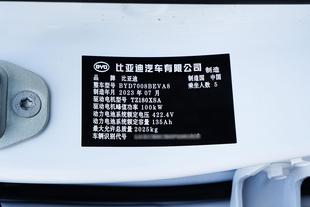 BYD 比亚迪汽车有限公司 制造
品牌 比亚迪 制造国 中国
整车型号 BYD7008BEVA8 乘坐人数 5
制造年月 2023 年 07 月
驱动电机型号 TZ180XSA
驱动电机峰值功率 100kW
动力电池系统额定电压 422.4V
动力电池系统额定容量 135Ah
最大允许总质量 2025kg
车辆识别代号